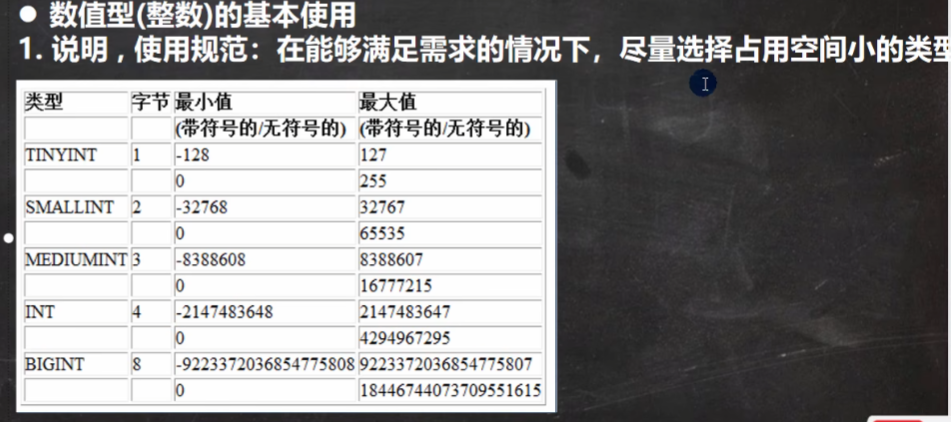 ● 数值型(整数)的基本使用
1. 说明，使用规范：在能够满足需求的情况下，尽量选择占用空间小的类型
类型 字节 最小值 最大值
(带符号的/无符号的) (带符号的/无符号的)
TINYINT 1 -128 127
0 255
SMALLINT 2 -32768 32767
0 65535
MEDIUMINT 3 -8388608 8388607
0 16777215
INT 4 -2147483648 2147483647
0 4294967295
BIGINT 8 -9223372036854775808 9223372036854775807
0 18446744073709551615